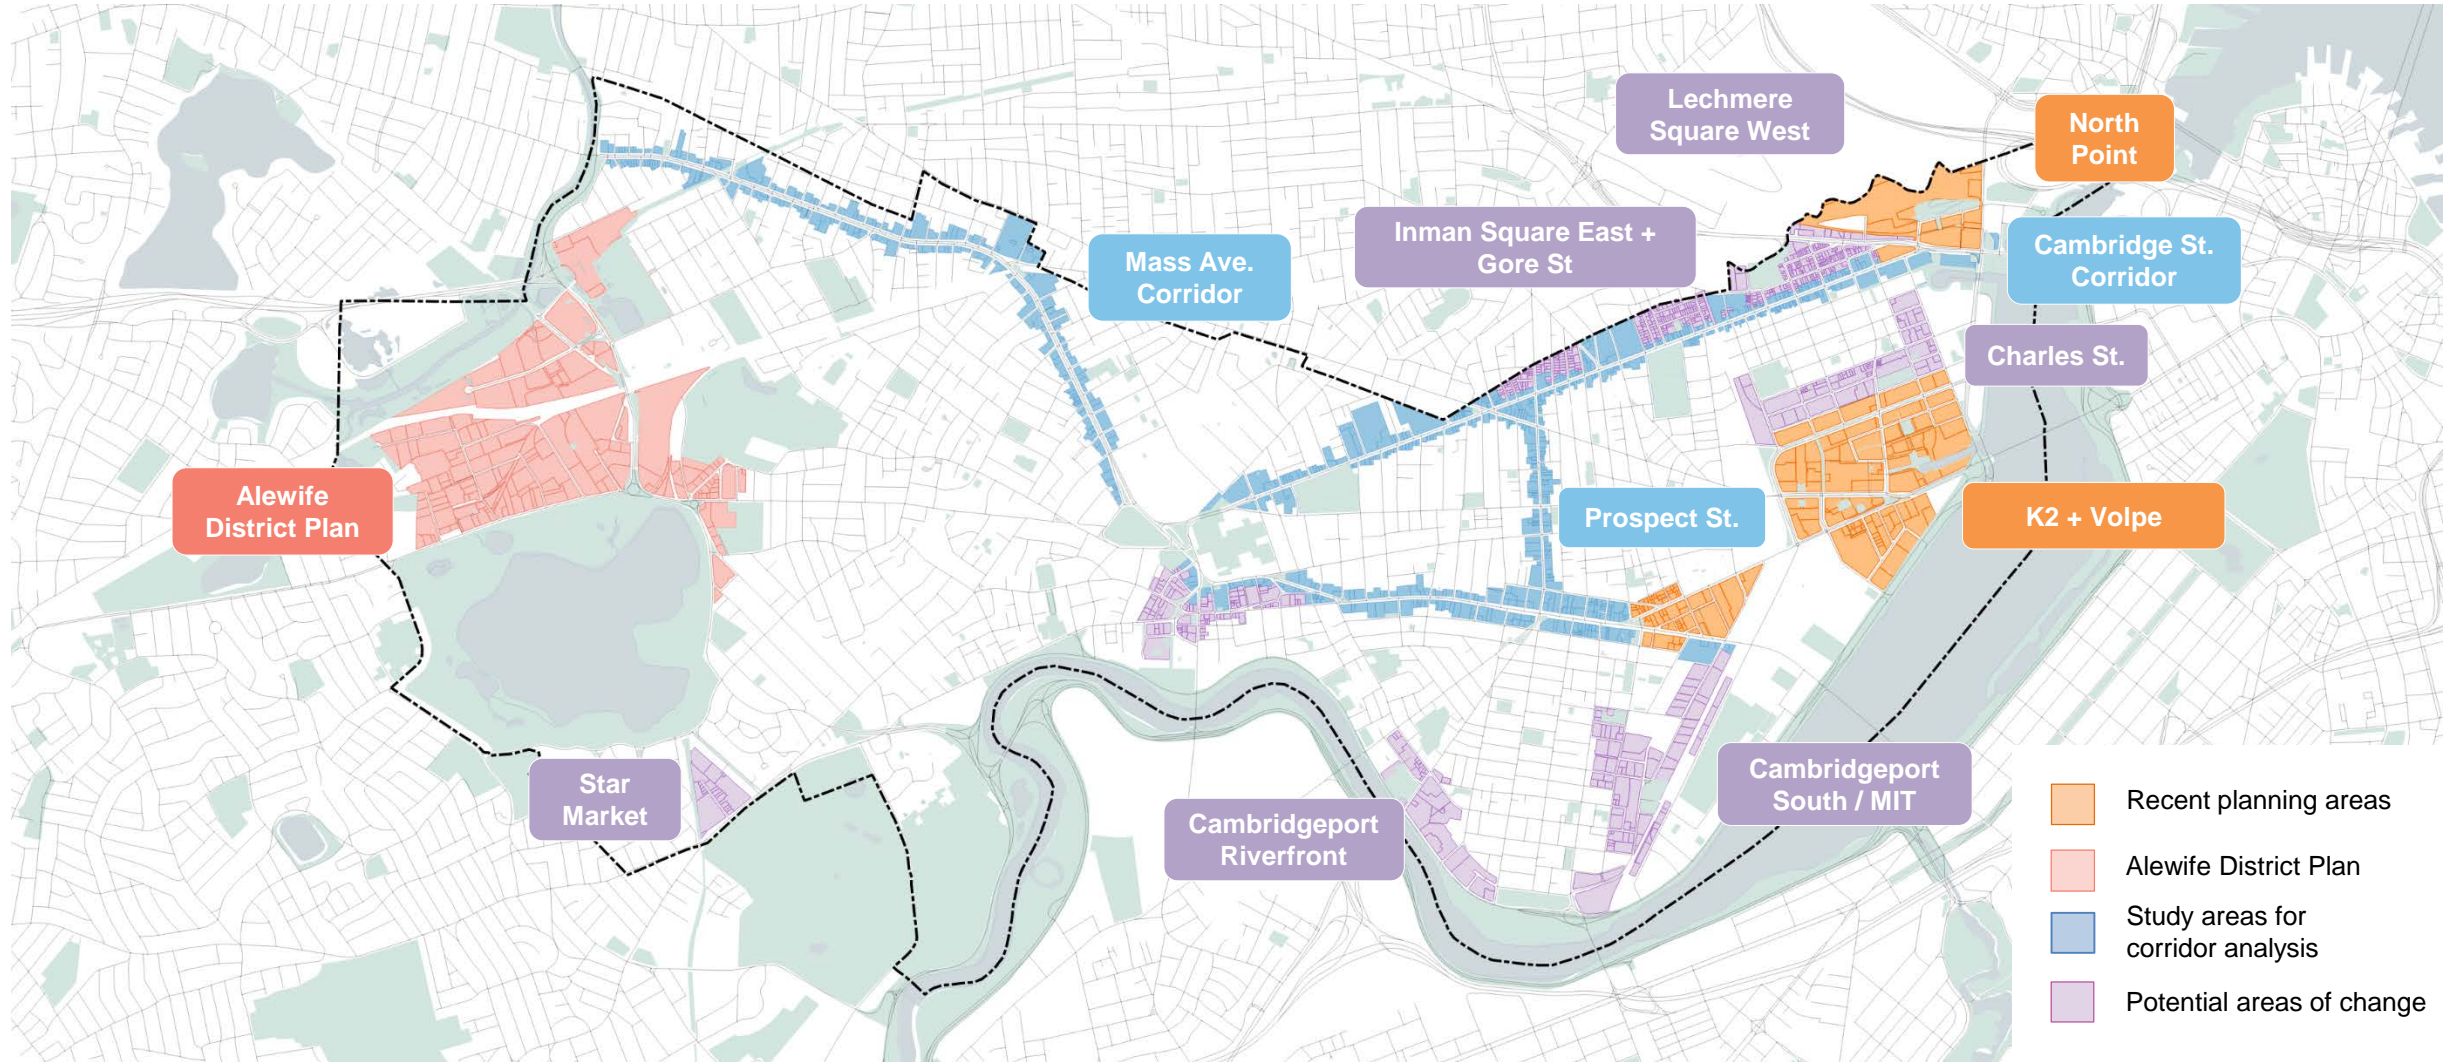 Lechmere
Square West
North
Point
Inman Square East +
Gore St
Mass Ave.
Corridor
Cambridge St.
Corridor
Charles St.
Alewife
District Plan
Prospect St.
K2 + Volpe
Star
Market
Cambridgeport
Riverfront
Cambridgeport
South / MIT
Recent planning areas
Alewife District Plan
Study areas for
corridor analysis
Potential areas of change